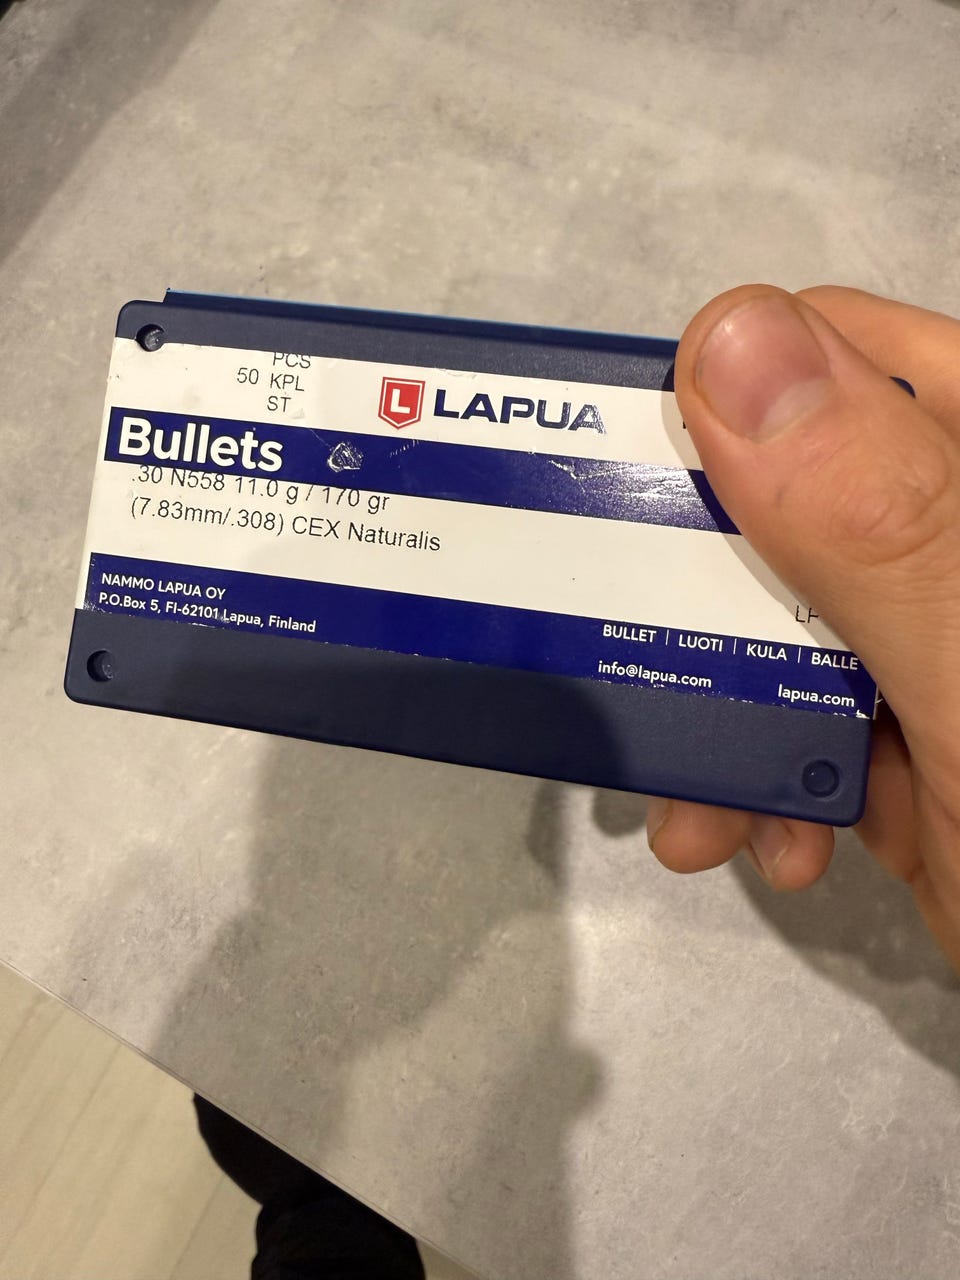 PCS
50 KPL
ST
L LAPUA
Bullets
.30 N558 11.0 g / 170 gr
(7.83mm/.308) CEX Naturalis
NAMMO LAPUA OY
P.O.Box 5, FI-62101 Lapua, Finland
BULLET | LUOTI | KULA | BALLE
info@lapua.com
lapua.com